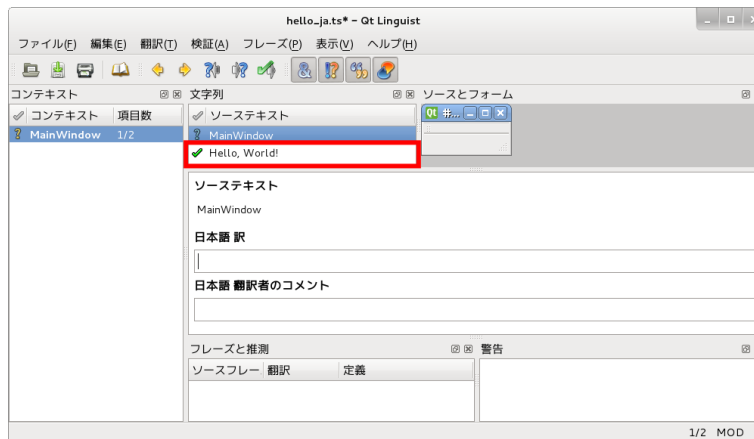 hello_ja.ts* - Qt Linguist
ファイル(F) 編集(E) 翻訳(T) 検証(A) フレーズ(P) 表示(V) ヘルプ(H)
コンテキスト 文字列 ソースとフォーム
コンテキスト 項目数 ソーステキスト
MainWindow 1/2 MainWindow
Hello, World!
ソーステキスト
MainWindow
日本語 訳
日本語 翻訳者のコメント
フレーズと推測 警告
ソースフレー 翻訳 定義
1/2 MOD